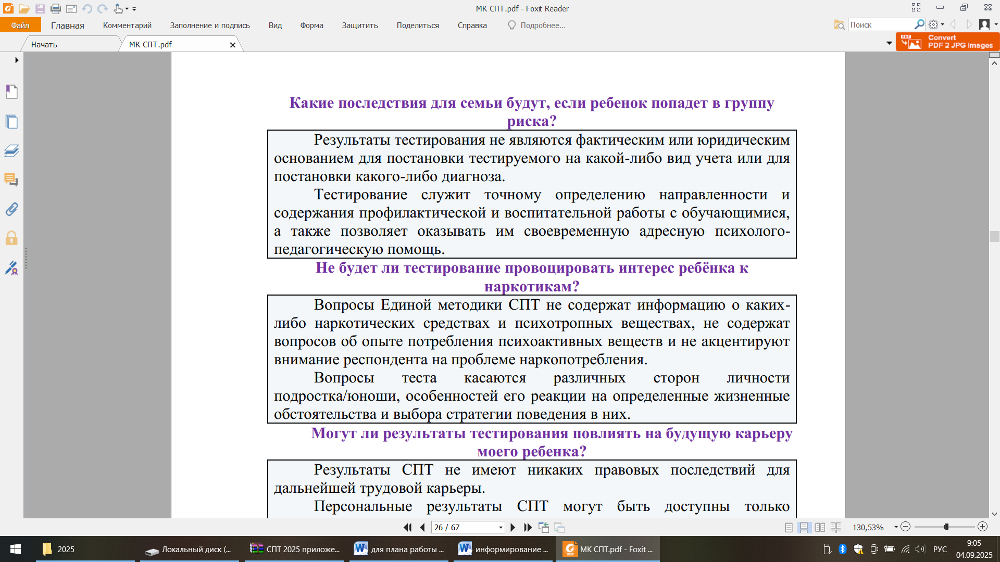 МК СПТ.pdf - Foxit Reader
Файл Главная Комментарий Заполнение и подпись Вид Форма Защитить Поделиться Справка Подробнее... Поиск
Начать МК СПТ.pdf
PDF Convert
PDF 2 JPG Images
Какие последствия для семьи будут, если ребенок попадет в группу
риска?
Результаты тестирования не являются фактическим или юридическим
основанием для постановки тестируемого на какой-либо вид учета или для
постановки какого-либо диагноза.
Тестирование служит точному определению направленности и
содержания профилактической и воспитательной работы с обучающимися,
а также позволяет оказывать им своевременную адресную психолого-
педагогическую помощь.
Не будет ли тестирование провоцировать интерес ребёнка к
наркотикам?
Вопросы Единой методики СПТ не содержат информацию о каких-
либо наркотических средствах и психотропных веществах, не содержат
вопросов об опыте потребления психоактивных веществ и не акцентируют
внимание респондента на проблеме наркопотребления.
Вопросы теста касаются различных сторон личности
подростка/юноши, особенностей его реакции на определенные жизненные
обстоятельства и выбора стратегии поведения в них.
Могут ли результаты тестирования повлиять на будущую карьеру
моего ребенка?
Результаты СПТ не имеют никаких правовых последствий для
дальнейшей трудовой карьеры.
Персональные результаты СПТ могут быть доступны только
26 / 67 130,53%
2025 Локальный диск (... СПТ 2025 приложе... для плана работы ... информирование ... МК СПТ.pdf - Foxit ... РУС 9:05
04.09.2025